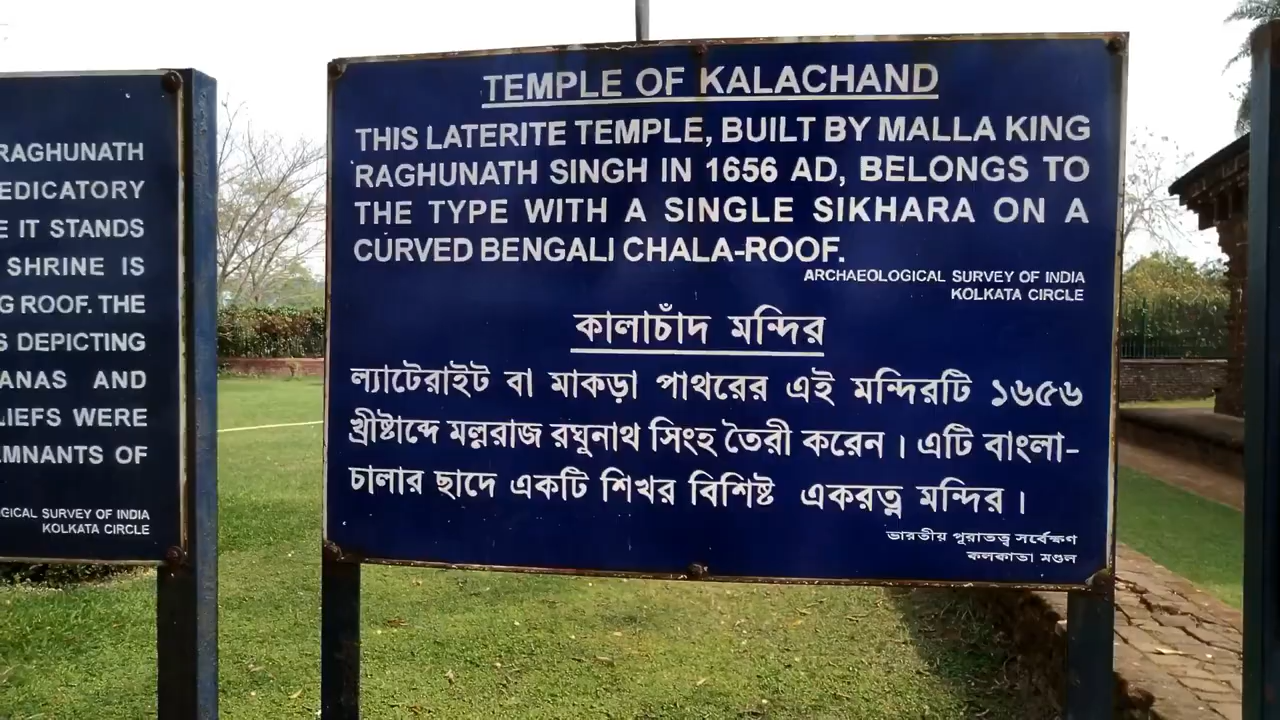 RAGHUNATH
EDICATORY
E IT STANDS
SHRINE IS
G ROOF. THE
S DEPICTING
ANAS AND
LIEFS WERE
EMNANTS OF
GICAL SURVEY OF INDIA
KOLKATA CIRCLE
TEMPLE OF KALACHAND
THIS LATERITE TEMPLE, BUILT BY MALLA KING
RAGHUNATH SINGH IN 1656 AD, BELONGS TO
THE TYPE WITH A SINGLE SIKHARA ON A
CURVED BENGALI CHALA-ROOF.
ARCHAEOLOGICAL SURVEY OF INDIA
KOLKATA CIRCLE
কালাচাঁদ মন্দির
ল্যাটেরাইট বা মাকড়া পাথরের এই মন্দিরটি ১৬৫৬
খ্রীষ্টাব্দে মল্লরাজ রঘুনাথ সিংহ তৈরী করেন। এটি বাংলা-
চালার ছাদে একটি শিখর বিশিষ্ট একরত্ন মন্দির।
ভারতীয় পুরাতত্ত্ব সর্বেক্ষণ
কলকাতা মণ্ডল